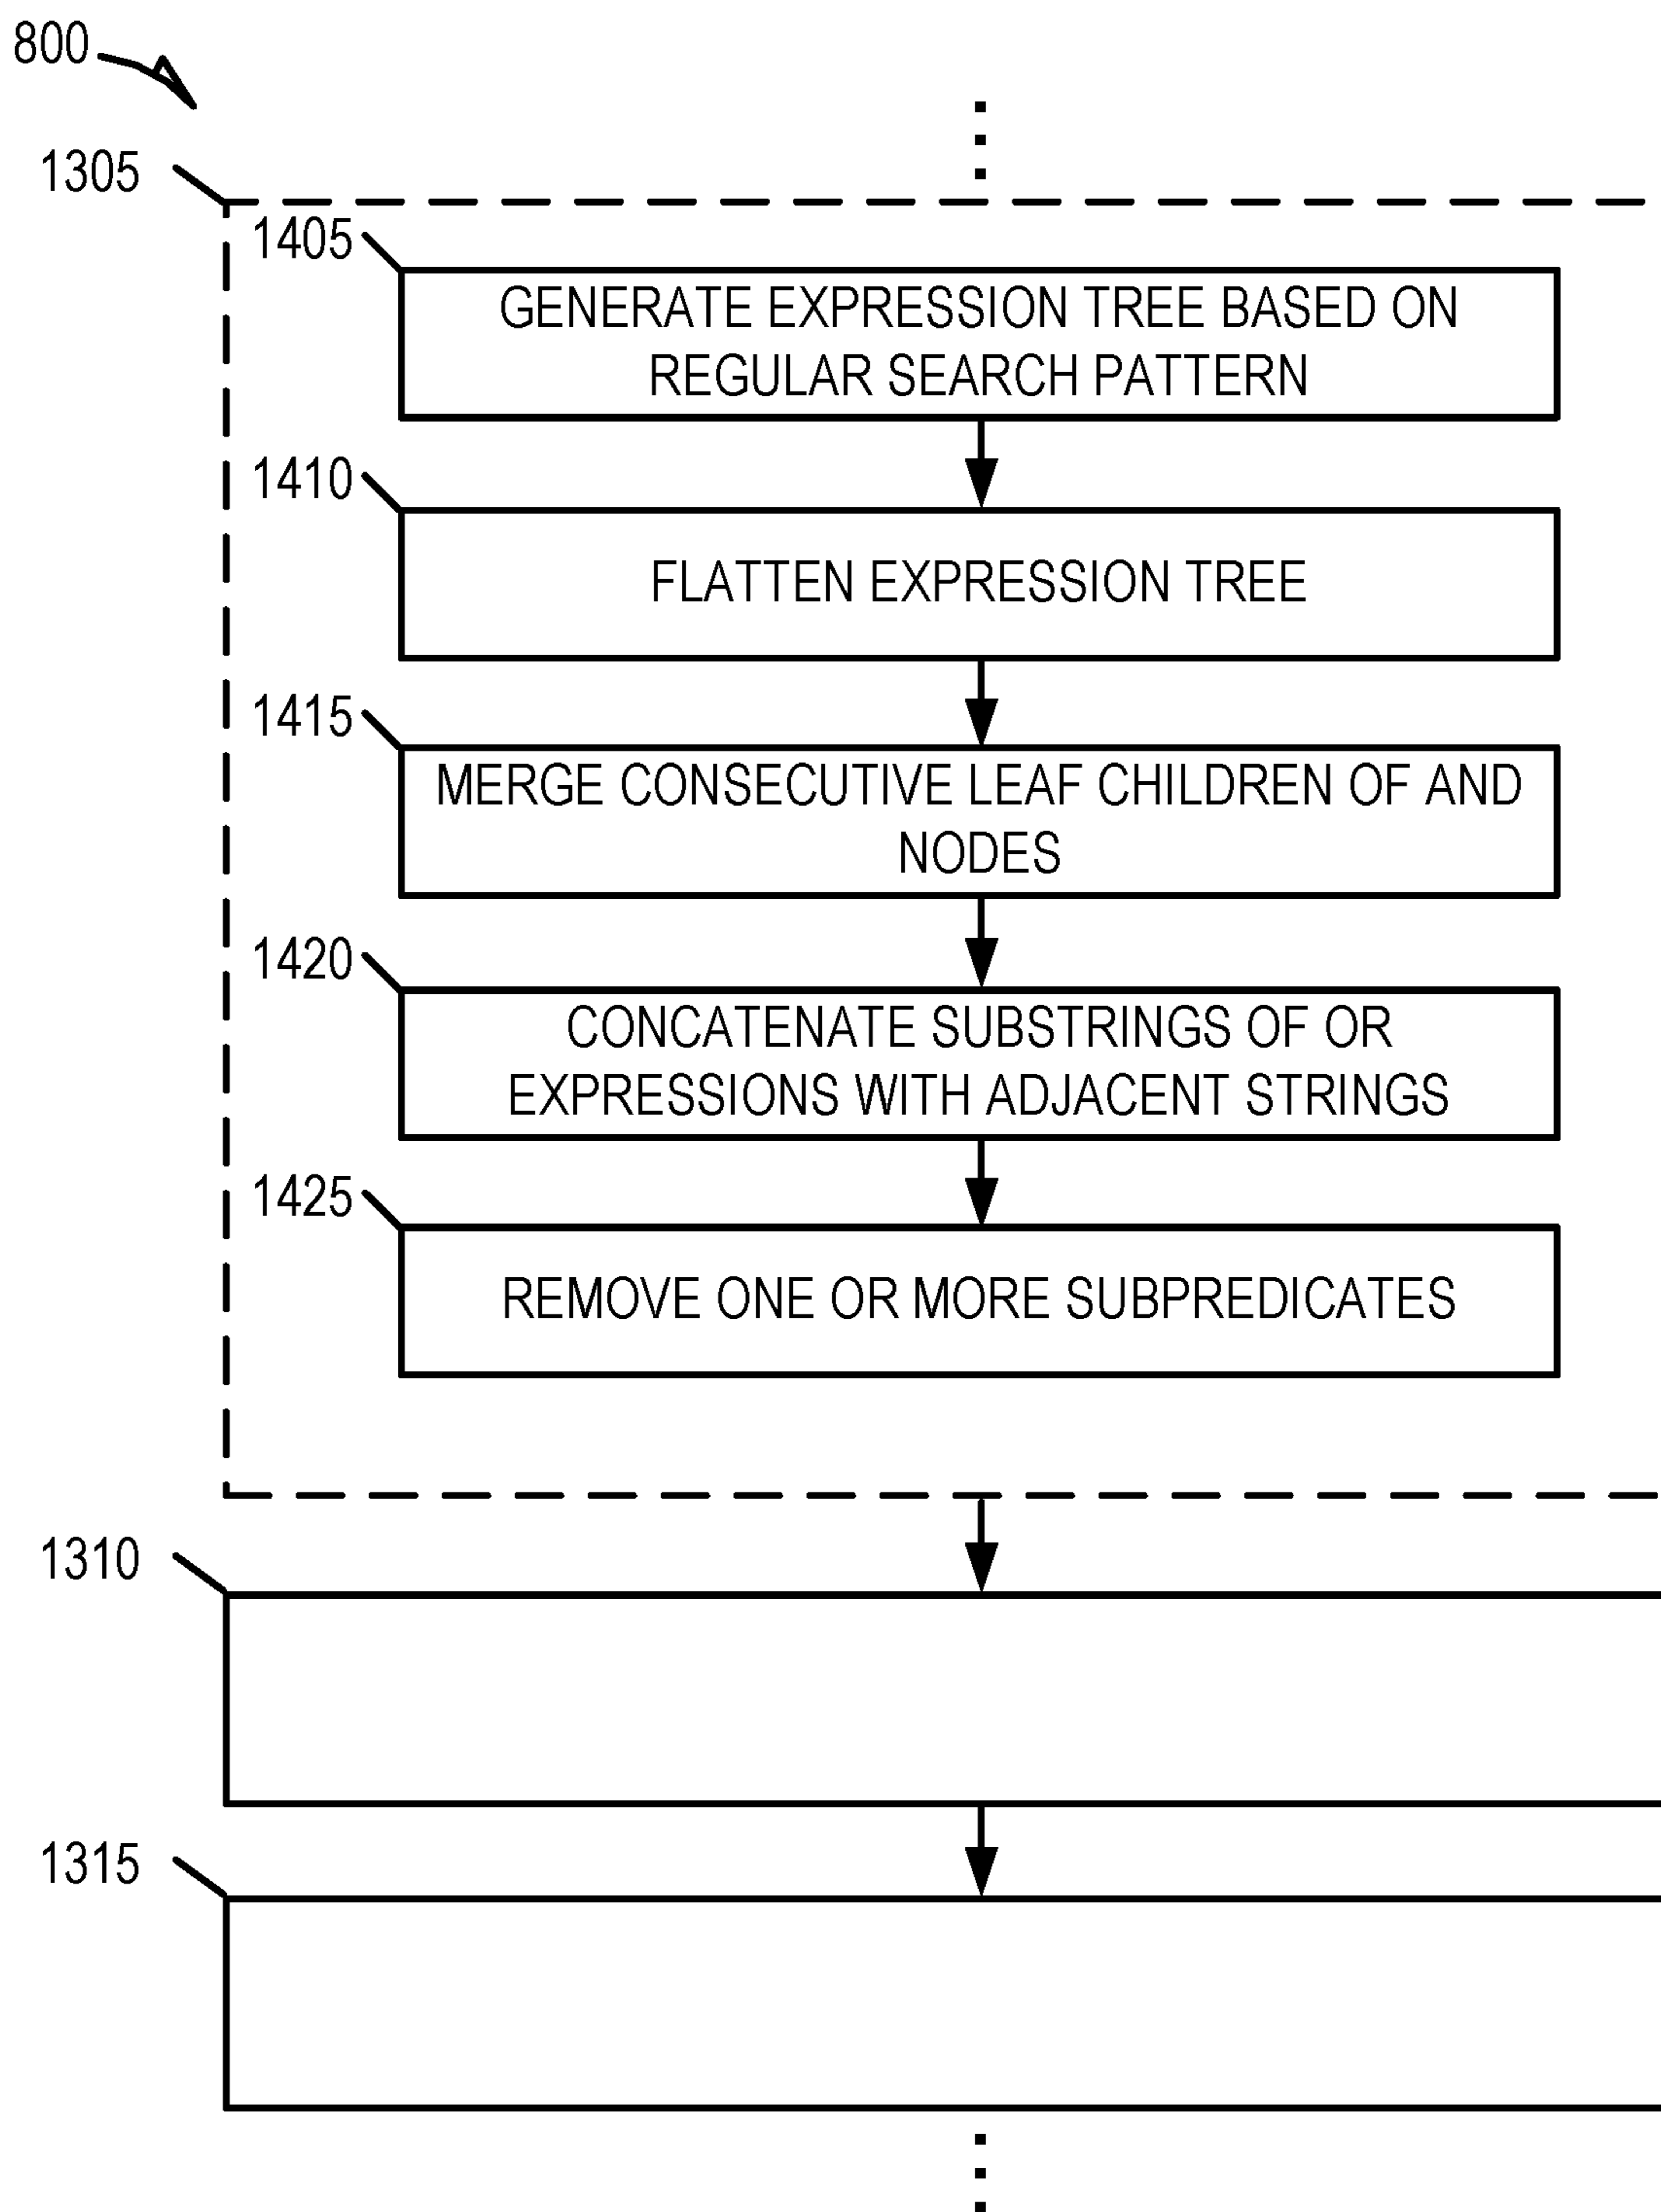 800
1305
1405
GENERATE EXPRESSION TREE BASED ON
REGULAR SEARCH PATTERN
1410
FLATTEN EXPRESSION TREE
1415
MERGE CONSECUTIVE LEAF CHILDREN OF AND
NODES
1420
CONCATENATE SUBSTRINGS OF OR
EXPRESSIONS WITH ADJACENT STRINGS
1425
REMOVE ONE OR MORE SUBPREDICATES
1310
1315